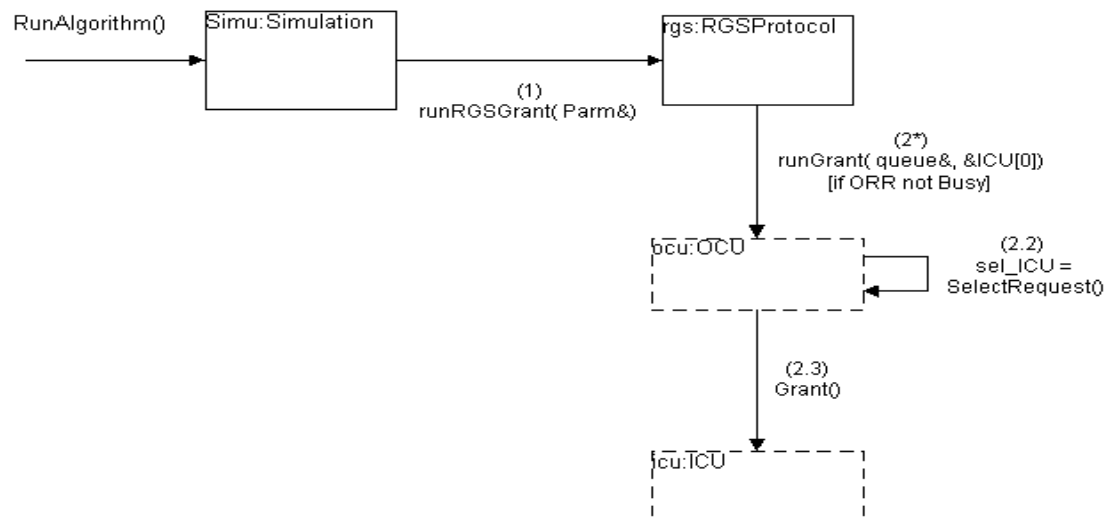 RunAlgorithm()
Simu:Simulation
rgs:RGSProtocol
(1)
runRGSGrant( Parm&)
(2*)
runGrant( queue&, &ICU[0])
[if ORR not Busy]
ocu:OCU
(2.2)
sel_ICU =
SelectRequest()
(2.3)
Grant()
icu:ICU